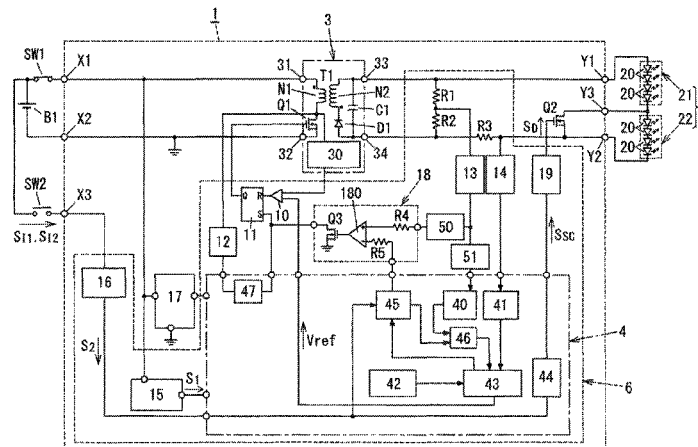 1
3
SW1
X1
31
T1
33
Y1
N1
N2
R1
20
21
B1
Q1
C1
Y3
20
R2
SD
Q2
20
22
X2
32
D1
R3
20
34
Y2
30
SW2
X3
Q
R
10
18
13
14
19
S
11
180
SI1. SI2
Q3
R4
50
12
SSC
R5
51
16
17
47
45
40
41
4
46
S2
Vref
6
S1
42
43
44
15